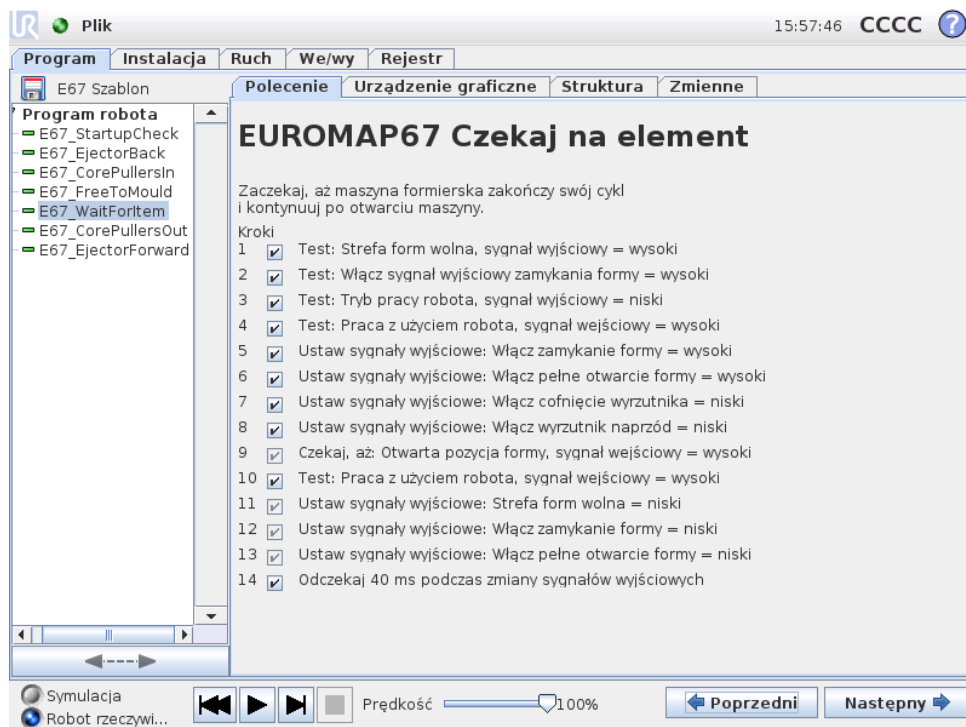 UR Plik 15:57:46 CCCC ?
Program Instalacja Ruch We/wy Rejestr
E67 Szablon
Polecenie Urządzenie graficzne Struktura Zmienne
Program robota
E67_StartupCheck
E67_EjectorBack
E67_CorePullersIn
E67_FreeToMould
E67_WaitForItem
E67_CorePullersOut
E67_EjectorForward
EUROMAP67 Czekaj na element
Zaczekaj, aż maszyna formierska zakończy swój cykl
i kontynuuj po otwarciu maszyny.
Kroki
1 Test: Strefa form wolna, sygnał wyjściowy = wysoki
2 Test: Włącz sygnał wyjściowy zamykania formy = wysoki
3 Test: Tryb pracy robota, sygnał wyjściowy = niski
4 Test: Praca z użyciem robota, sygnał wejściowy = wysoki
5 Ustaw sygnały wyjściowe: Włącz zamykanie formy = wysoki
6 Ustaw sygnały wyjściowe: Włącz pełne otwarcie formy = wysoki
7 Ustaw sygnały wyjściowe: Włącz cofnięcie wyrzutnika = niski
8 Ustaw sygnały wyjściowe: Włącz wyrzutnik naprzód = niski
9 Czekaj, aż: Otwarta pozycja formy, sygnał wejściowy = wysoki
10 Test: Praca z użyciem robota, sygnał wejściowy = wysoki
11 Ustaw sygnały wyjściowe: Strefa form wolna = niski
12 Ustaw sygnały wyjściowe: Włącz zamykanie formy = niski
13 Ustaw sygnały wyjściowe: Włącz pełne otwarcie formy = niski
14 Odczekaj 40 ms podczas zmiany sygnałów wyjściowych
Symulacja
Robot rzeczywi...
Prędkość 100%
Poprzedni Następny